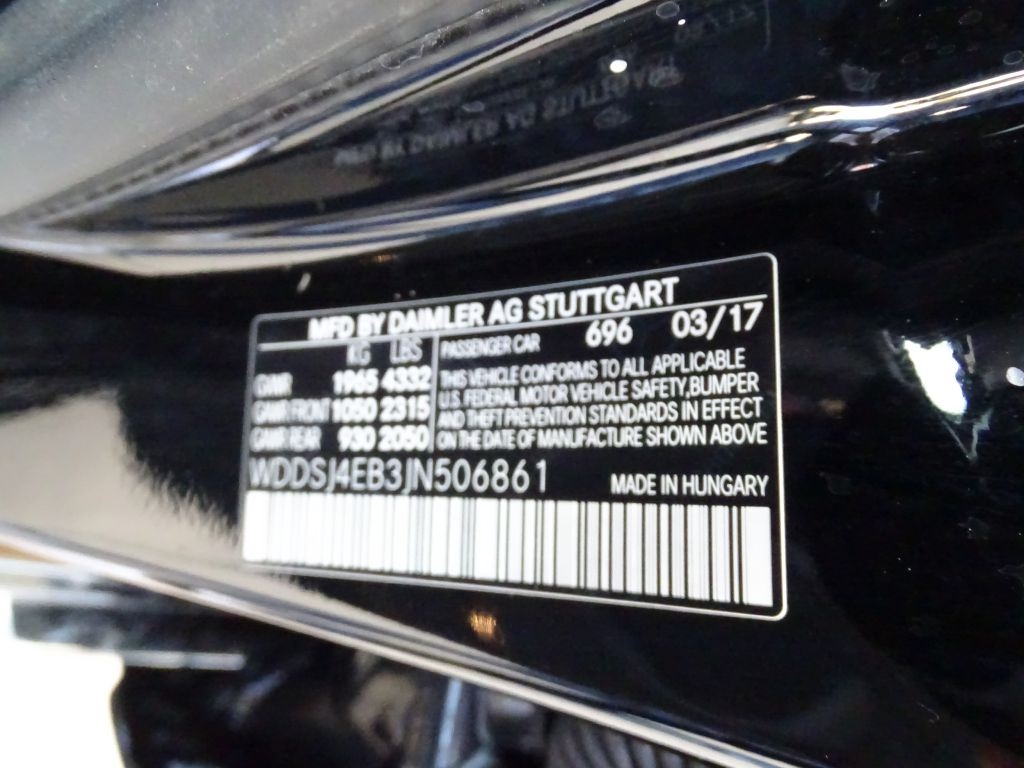 MFD BY DAIMLER AG STUTTGART
KG LBS
GVWR 1965 4332
GAWR FRONT 1050 2315
GAWR REAR 930 2050
PASSENGER CAR 696 03/17
THIS VEHICLE CONFORMS TO ALL APPLICABLE
U.S. FEDERAL MOTOR VEHICLE SAFETY, BUMPER
AND THEFT PREVENTION STANDARDS IN EFFECT
ON THE DATE OF MANUFACTURE SHOWN ABOVE
WDDSJ4EB3JN506861
MADE IN HUNGARY